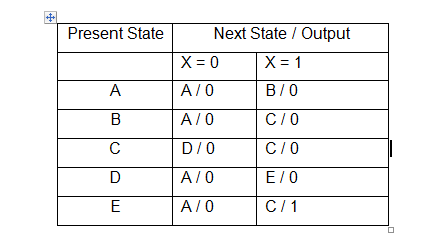 Present State Next State / Output
X = 0 X = 1
A A / 0 B / 0
B A / 0 C / 0
C D / 0 C / 0
D A / 0 E / 0
E A / 0 C / 1